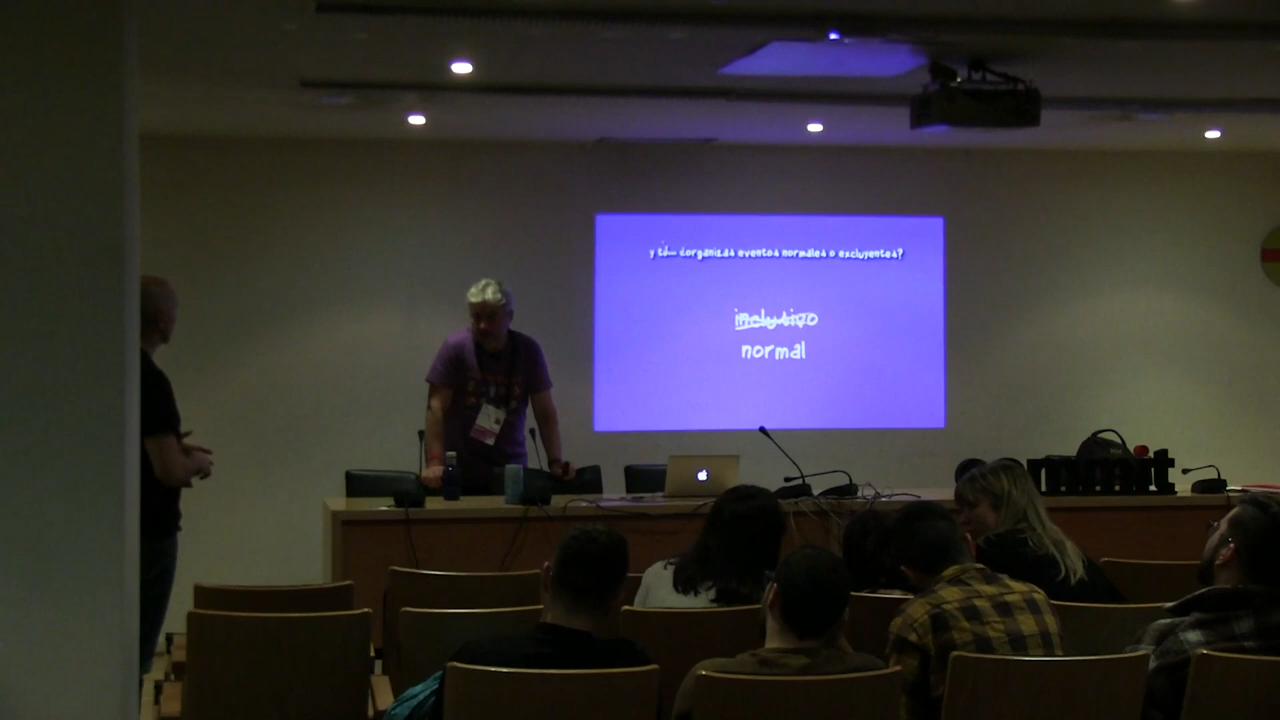 y tú... ¿organizas eventos normales o excluyentes?
inclusivo
normal